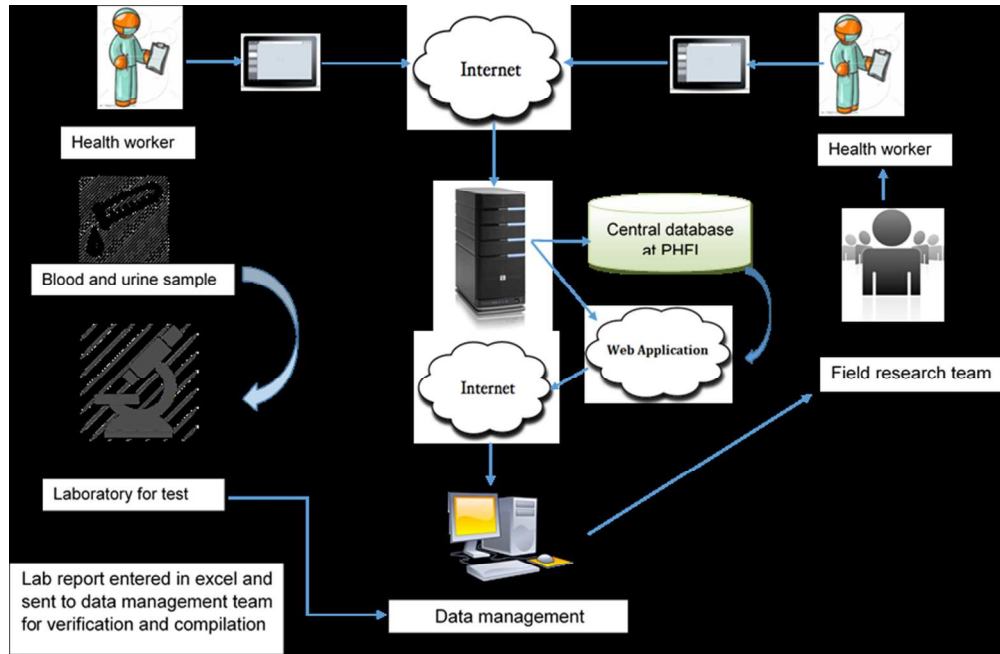 Internet
Health worker
Health worker
Central database
at PHFI
Blood and urine sample
Web Application
Internet
Field research team
Laboratory for test
Lab report entered in excel and
sent to data management team
for verification and compilation
Data management